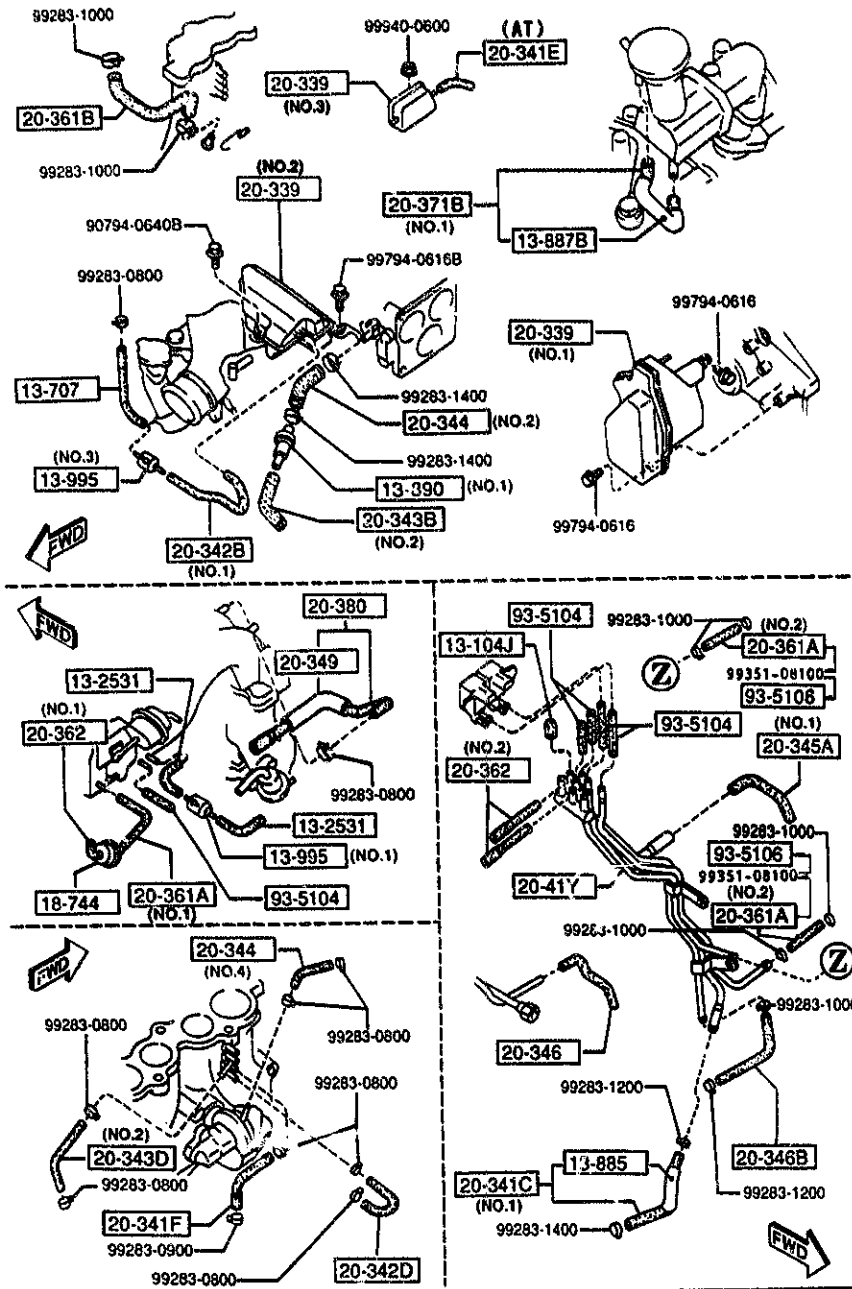 99283-1000
99940-0600
(AT)
20-341E
20-339
(NO.3)
20-361B
99283-1000
(NO.2)
20-339
20-371B
(NO.1)
13-887B
90794-0640B
99794-0616B
99283-0800
99794-0616
20-339
(NO.1)
13-707
99283-1400
20-344 (NO.2)
99283-1400
(NO.3)
13-995
13-390 (NO.1)
20-343B
(NO.2)
99794-0616
20-342B
(NO.1)
FWD
FWD
20-380
20-349
13-2531
(NO.1)
20-362
99283-0800
13-2531
13-995 (NO.1)
18-744
20-361A
(NO.1)
93-5104
93-5104
99283-1000
(NO.2)
20-361A
13-104J
Z
99351-08100
93-5106
93-5104
(NO.1)
20-345A
(NO.2)
20-362
99283-1000
93-5106
99351-08100
(NO.2)
20-361A
20-41Y
99283-1000
Z
99283-100
20-346
99283-1200
13-885
20-341C
(NO.1)
20-346B
99283-1200
99283-1400
FWD
FWD
20-344
(NO.4)
99283-0800
99283-0800
99283-0800
(NO.2)
20-343D
99283-0800
20-341F
99283-0900
20-342D
99283-0800